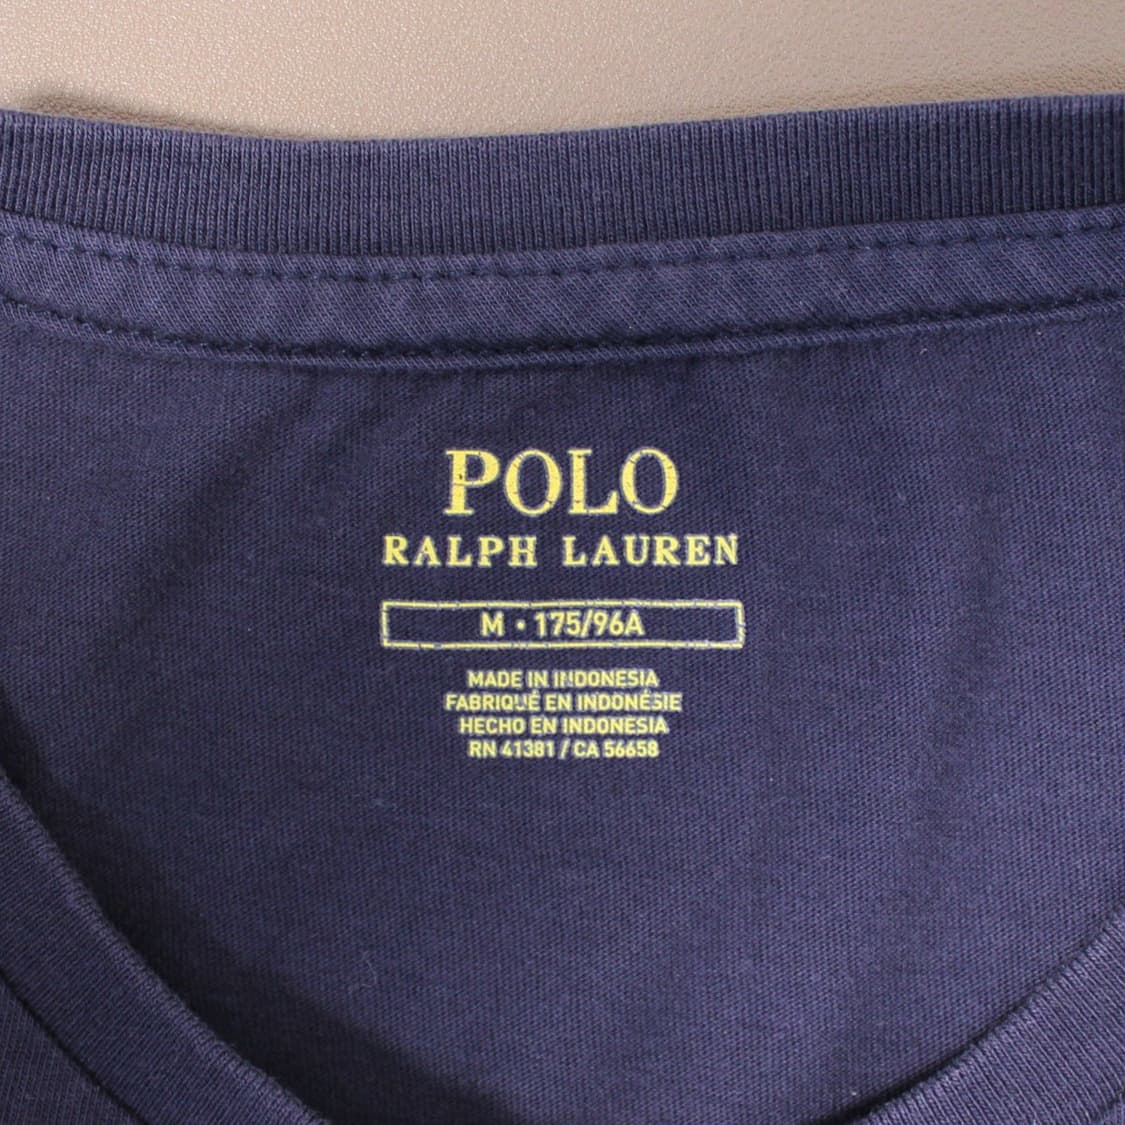 POLO
RALPH LAUREN
M • 175/96A
MADE IN INDONESIA
FABRIQUÉ EN INDONÉSIE
HECHO EN INDONESIA
RN 41381 / CA 56658